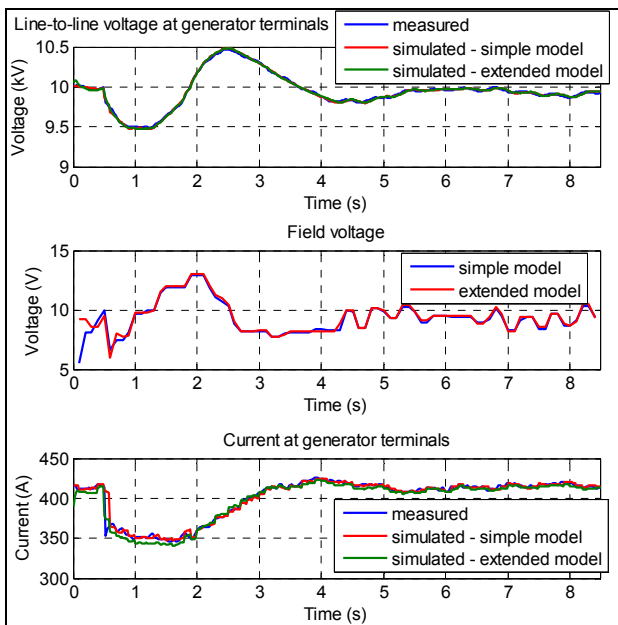 Line-to-line voltage at generator terminals
measured
simulated - simple model
simulated - extended model
Voltage (kV)
10.5
10
9.5
9
0 1 2 3 4 5 6 7 8
Time (s)
Field voltage
simple model
extended model
Voltage (V)
15
10
5
0 1 2 3 4 5 6 7 8
Time (s)
Current at generator terminals
measured
simulated - simple model
simulated - extended model
Current (A)
450
400
350
300
0 1 2 3 4 5 6 7 8
Time (s)